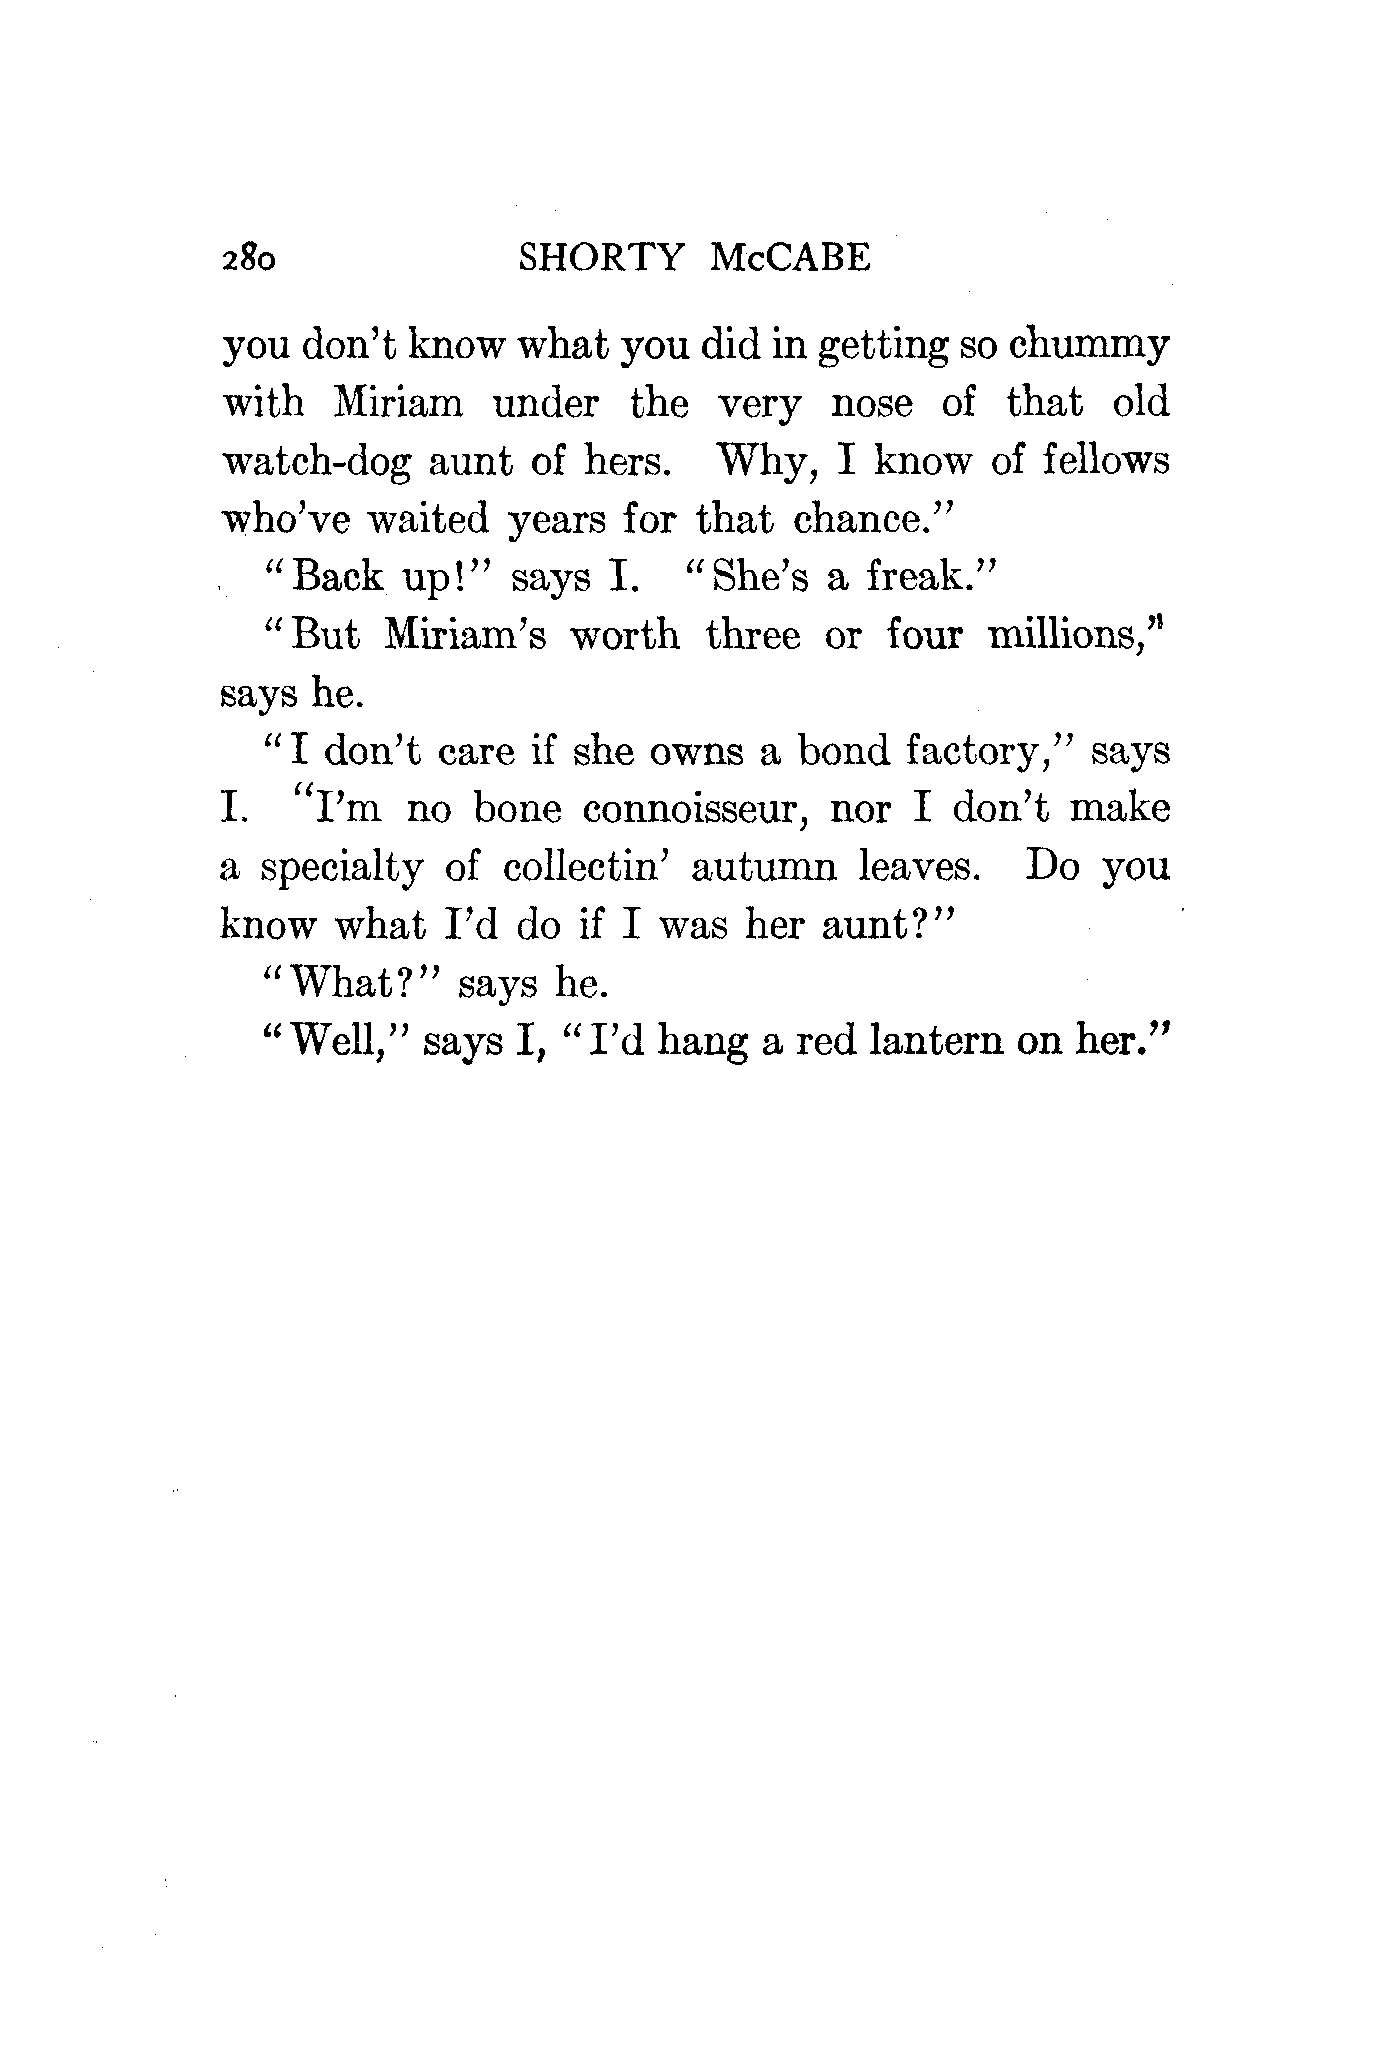 280 SHORTY McCABE
you don't know what you did in getting so chummy
with Miriam under the very nose of that old
watch-dog aunt of hers. Why, I know of fellows
who've waited years for that chance."
"Back up!" says I. "She's a freak."
"But Miriam's worth three or four millions,"
says he.
"I don't care if she owns a bond factory," says
I. "I'm no bone connoisseur, nor I don't make
a specialty of collectin' autumn leaves. Do you
know what I'd do if I was her aunt?"
"What?" says he.
"Well," says I, "I'd hang a red lantern on her."